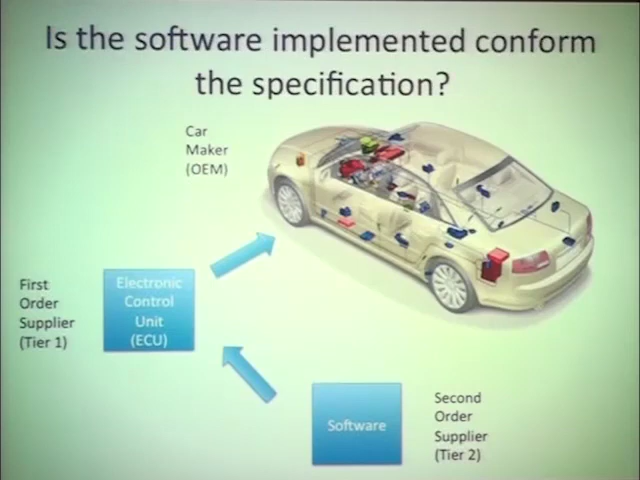 Is the software implemented conform
the specification?
Car
Maker
(OEM)
First
Order
Supplier
(Tier 1)
Electronic
Control
Unit
(ECU)
Software
Second
Order
Supplier
(Tier 2)